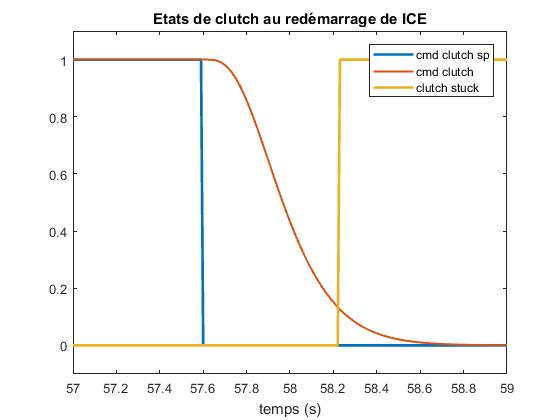 Etats de clutch au redémarrage de ICE
1
cmd clutch sp
cmd clutch
clutch stuck
0.8
0.6
0.4
0.2
0
57 57.2 57.4 57.6 57.8 58 58.2 58.4 58.6 58.8 59
temps (s)